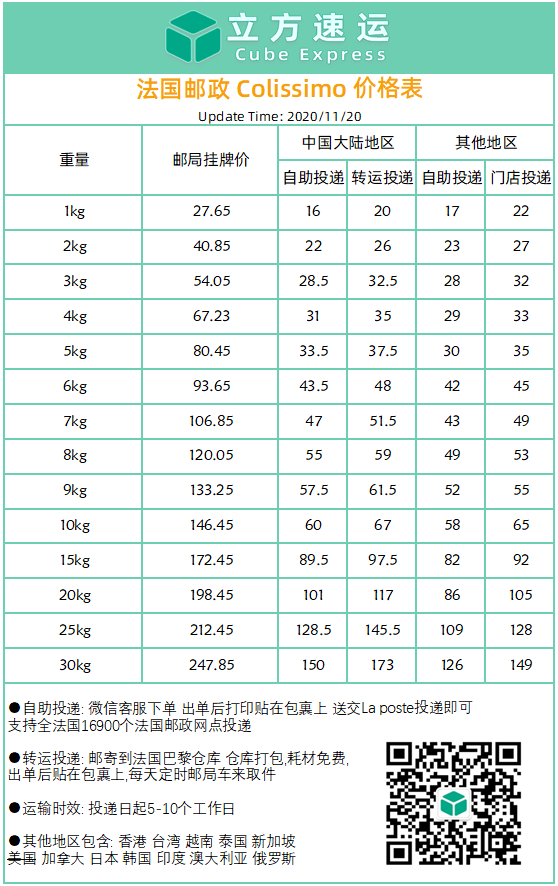 立方速运
Cube Express
法国邮政 Colissimo 价格表
Update Time: 2020/11/20
重量 邮局挂牌价 中国大陆地区 其他地区
自助投递 转运投递 自助投递 门店投递
1kg 27.65 16 20 17 22
2kg 40.85 22 26 23 27
3kg 54.05 28.5 32.5 28 32
4kg 67.23 31 35 29 33
5kg 80.45 33.5 37.5 30 35
6kg 93.65 43.5 48 42 45
7kg 106.85 47 51.5 43 49
8kg 120.05 55 59 49 53
9kg 133.25 57.5 61.5 52 55
10kg 146.45 60 67 58 65
15kg 172.45 89.5 97.5 82 92
20kg 198.45 101 117 86 105
25kg 212.45 128.5 145.5 109 128
30kg 247.85 150 173 126 149
●自助投递: 微信客服下单 出单后打印贴在包裹上 送交La poste投递即可
支持全法国16900个法国邮政网点投递
●转运投递: 邮寄到法国巴黎仓库 仓库打包,耗材免费,
出单后贴在包裹上,每天定时邮局车来取件
●运输时效: 投递日起5-10个工作日
●其他地区包含: 香港 台湾 越南 泰国 新加坡
美国 加拿大 日本 韩国 印度 澳大利亚 俄罗斯